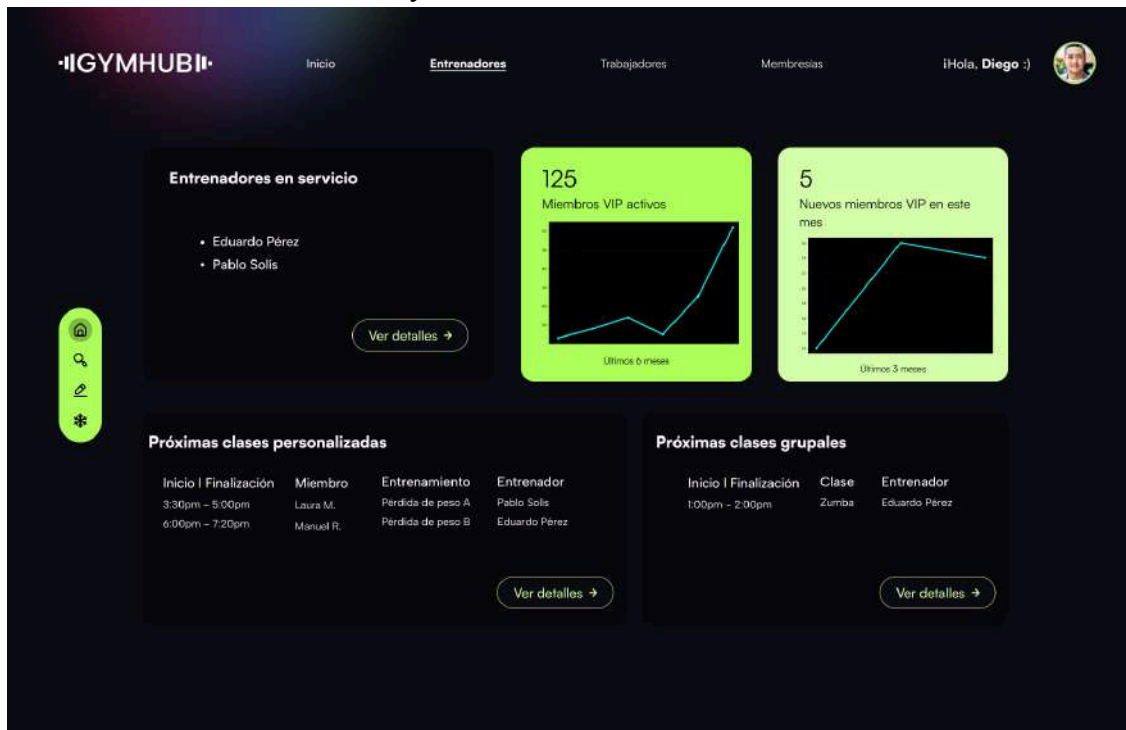 GYMHUB
Inicio
Entrenadores
Trabajadores
Membresias
¡Hola, Diego :)
Entrenadores en servicio
• Eduardo Pérez
• Pablo Solís
Ver detalles →
125
Miembros VIP activos
Últimos 6 meses
5
Nuevos miembros VIP en este
mes
Últimos 3 meses
Próximas clases personalizadas
Inicio | Finalización Miembro Entrenamiento Entrenador
3:30pm – 5:00pm Laura M. Pérdida de peso A Pablo Solís
6:00pm – 7:20pm Manuel R. Pérdida de peso B Eduardo Pérez
Ver detalles →
Próximas clases grupales
Inicio | Finalización Clase Entrenador
1:00pm – 2:00pm Zumba Eduardo Pérez
Ver detalles →